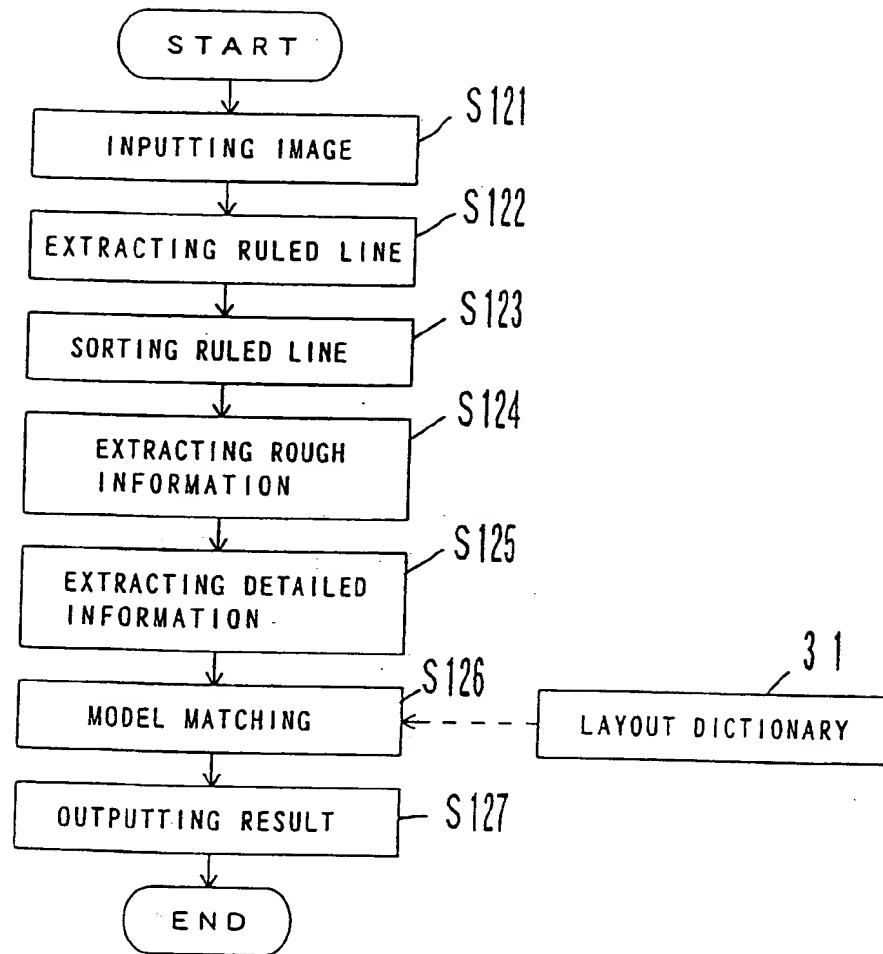 START
S121
INPUTTING IMAGE
S122
EXTRACTING RULED LINE
S123
SORTING RULED LINE
S124
EXTRACTING ROUGH
INFORMATION
S125
EXTRACTING DETAILED
INFORMATION
S126
MODEL MATCHING
31
LAYOUT DICTIONARY
OUTPUTTING RESULT
S127
END